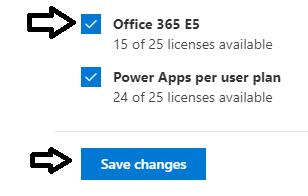 Office 365 E5
15 of 25 licenses available
Power Apps per user plan
24 of 25 licenses available
Save changes